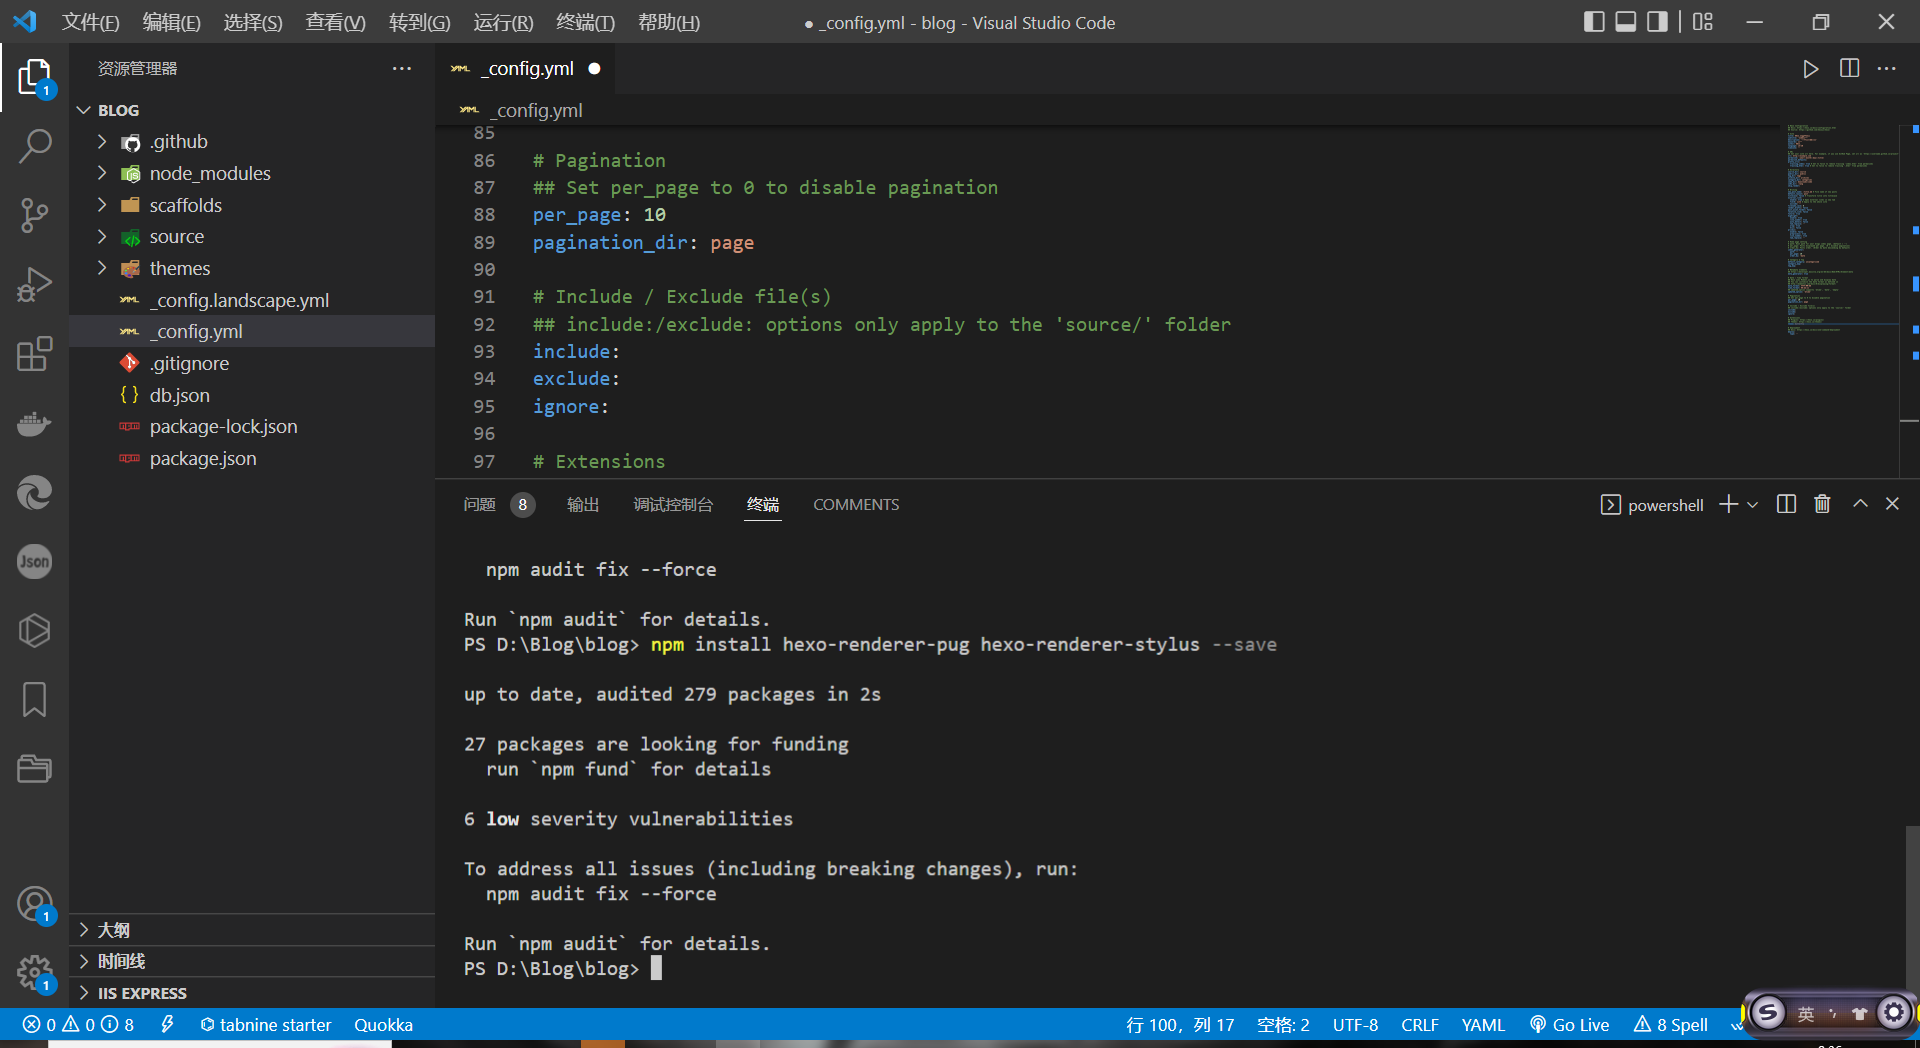 文件(F) 编辑(E) 选择(S) 查看(V) 转到(G) 运行(R) 终端(T) 帮助(H) ● _config.yml - blog - Visual Studio Code
资源管理器
BLOG
.github
node_modules
scaffolds
source
themes
_config.landscape.yml
_config.yml
.gitignore
db.json
package-lock.json
package.json
大纲
时间线
IIS EXPRESS
1
Json
1
1
YAML _config.yml ●
YAML _config.yml
85
86 # Pagination
87 ## Set per_page to 0 to disable pagination
88 per_page: 10
89 pagination_dir: page
90
91 # Include / Exclude file(s)
92 ## include:/exclude: options only apply to the 'source/' folder
93 include:
94 exclude:
95 ignore:
96
97 # Extensions
问题 8 输出 调试控制台 终端 COMMENTS powershell
npm audit fix --force
Run `npm audit` for details.
PS D:\Blog\blog> npm install hexo-renderer-pug hexo-renderer-stylus --save
up to date, audited 279 packages in 2s
27 packages are looking for funding
run `npm fund` for details
6 low severity vulnerabilities
To address all issues (including breaking changes), run:
npm audit fix --force
Run `npm audit` for details.
PS D:\Blog\blog>
0 0 8 tabnine starter Quokka 行 100，列 17 空格: 2 UTF-8 CRLF YAML Go Live 8 Spell
S 英